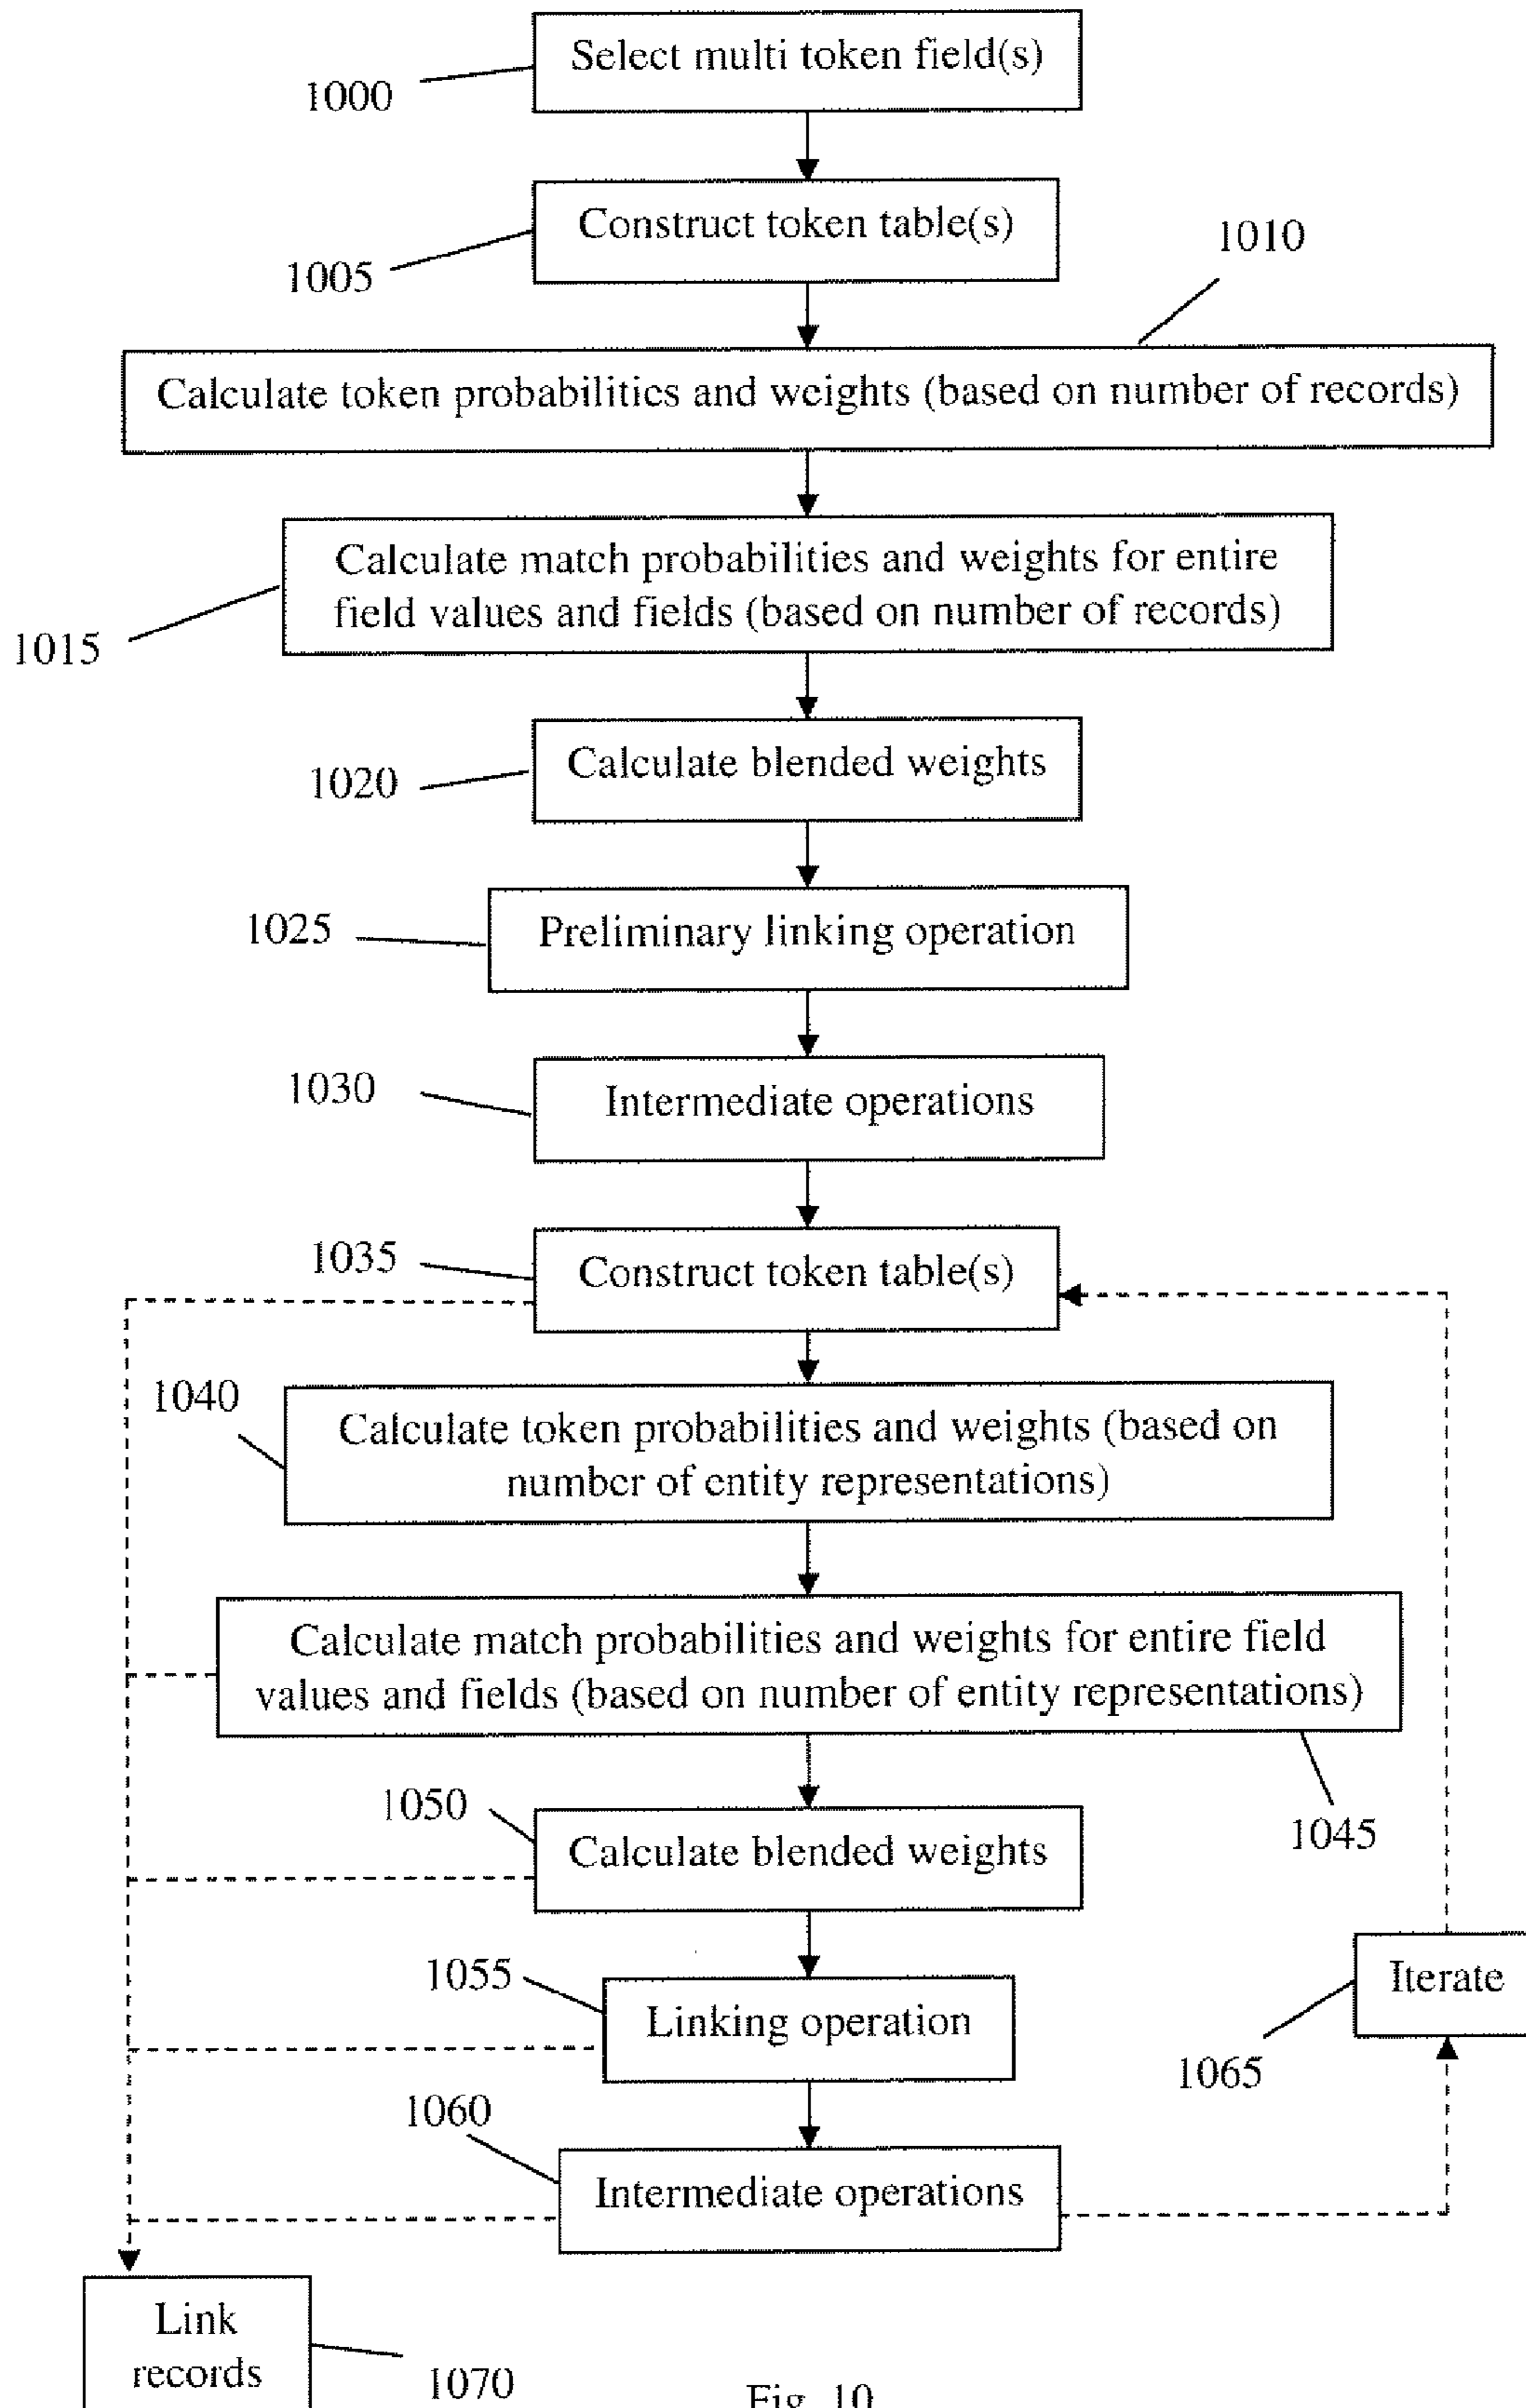 Select multi token field(s)
1000
Construct token table(s)
1005
1010
Calculate token probabilities and weights (based on number of records)
Calculate match probabilities and weights for entire
field values and fields (based on number of records)
1015
Calculate blended weights
1020
Preliminary linking operation
1025
Intermediate operations
1030
Construct token table(s)
1035
1040
Calculate token probabilities and weights (based on
number of entity representations)
Calculate match probabilities and weights for entire field
values and fields (based on number of entity representations)
1045
1050
Calculate blended weights
1055
Linking operation
Iterate
1065
1060
Intermediate operations
Link
records
1070
Fig. 10